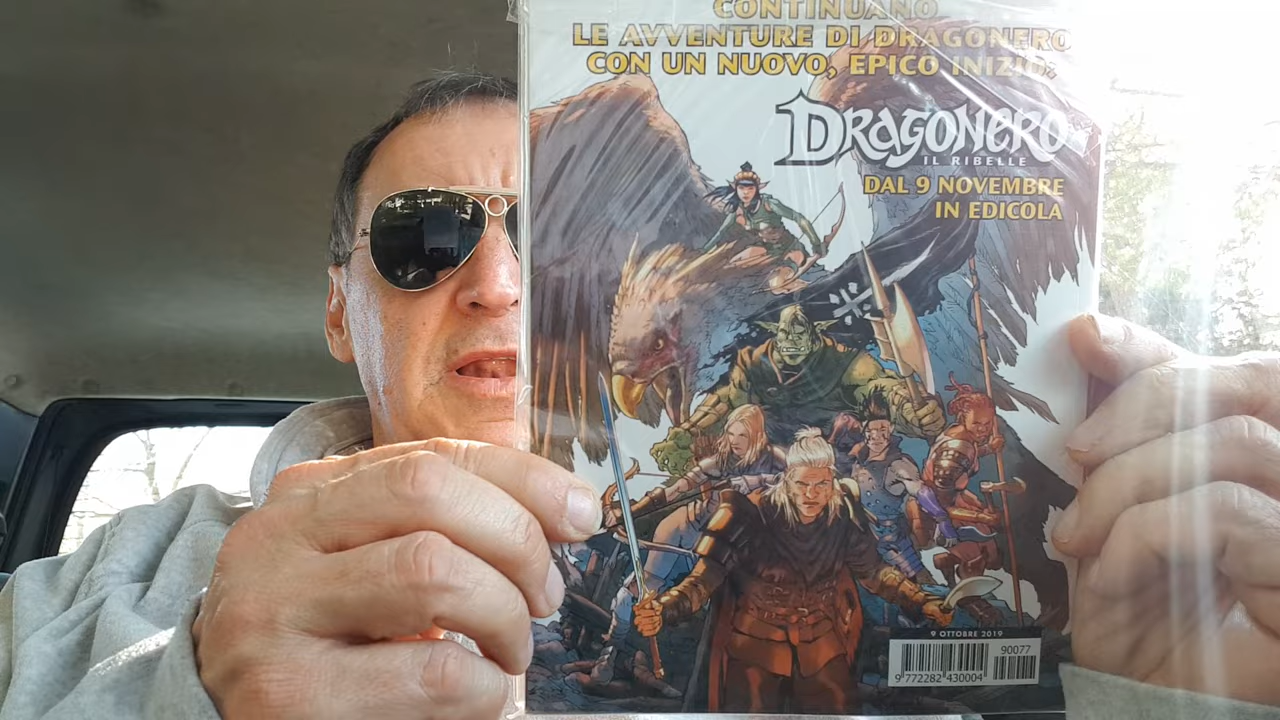 CONTINUANO
LE AVVENTURE DI DRAGONERO
CON UN NUOVO, EPICO INIZIO:
DRAGONERO
IL RIBELLE
DAL 9 NOVEMBRE
IN EDICOLA
9 OTTOBRE 2019
90077
9 772282 430004